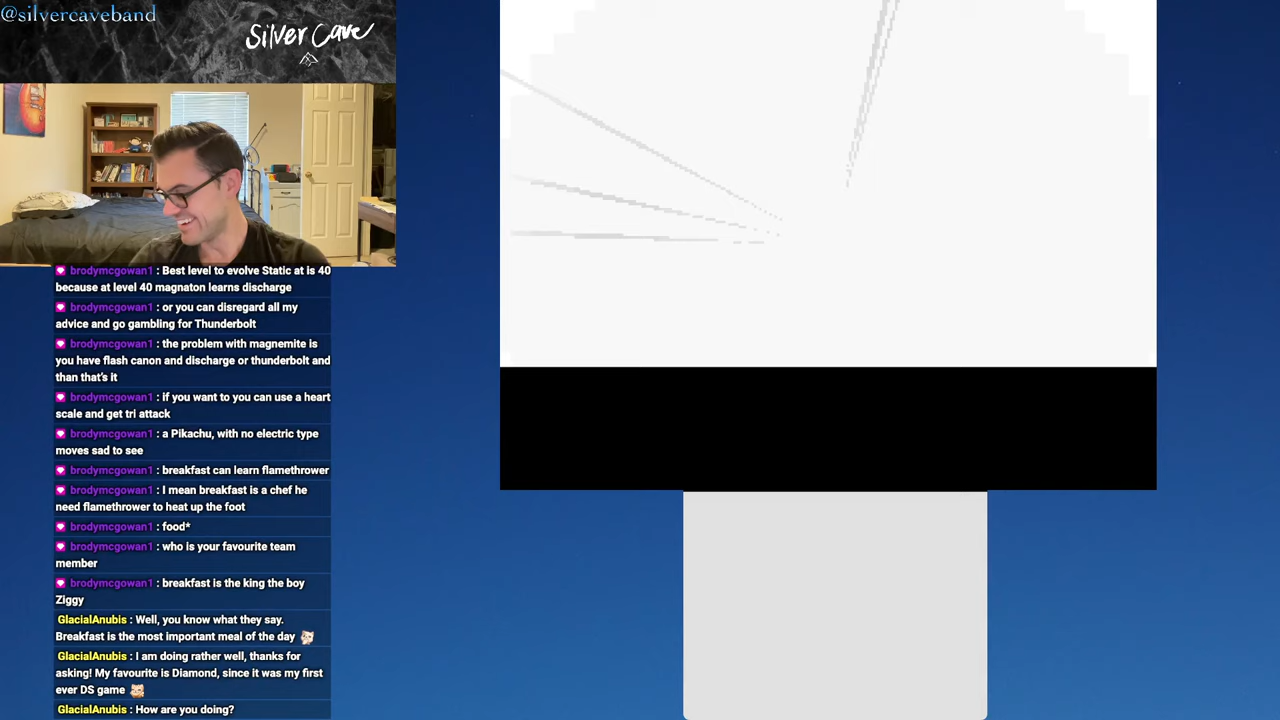 @silvercaveband
Silver Cave
brodymcgowan1 : Best level to evolve Static at is 40
because at level 40 magnaton learns discharge
brodymcgowan1 : or you can disregard all my
advice and go gambling for Thunderbolt
brodymcgowan1 : the problem with magnemite is
you have flash canon and discharge or thunderbolt and
than that's it
brodymcgowan1 : if you want to you can use a heart
scale and get tri attack
brodymcgowan1 : a Pikachu, with no electric type
moves sad to see
brodymcgowan1 : breakfast can learn flamethrower
brodymcgowan1 : I mean breakfast is a chef he
need flamethrower to heat up the foot
brodymcgowan1 : food*
brodymcgowan1 : who is your favourite team
member
brodymcgowan1 : breakfast is the king the boy
Ziggy
GlacialAnubis : Well, you know what they say.
Breakfast is the most important meal of the day
GlacialAnubis : I am doing rather well, thanks for
asking! My favourite is Diamond, since it was my first
ever DS game
GlacialAnubis : How are you doing?